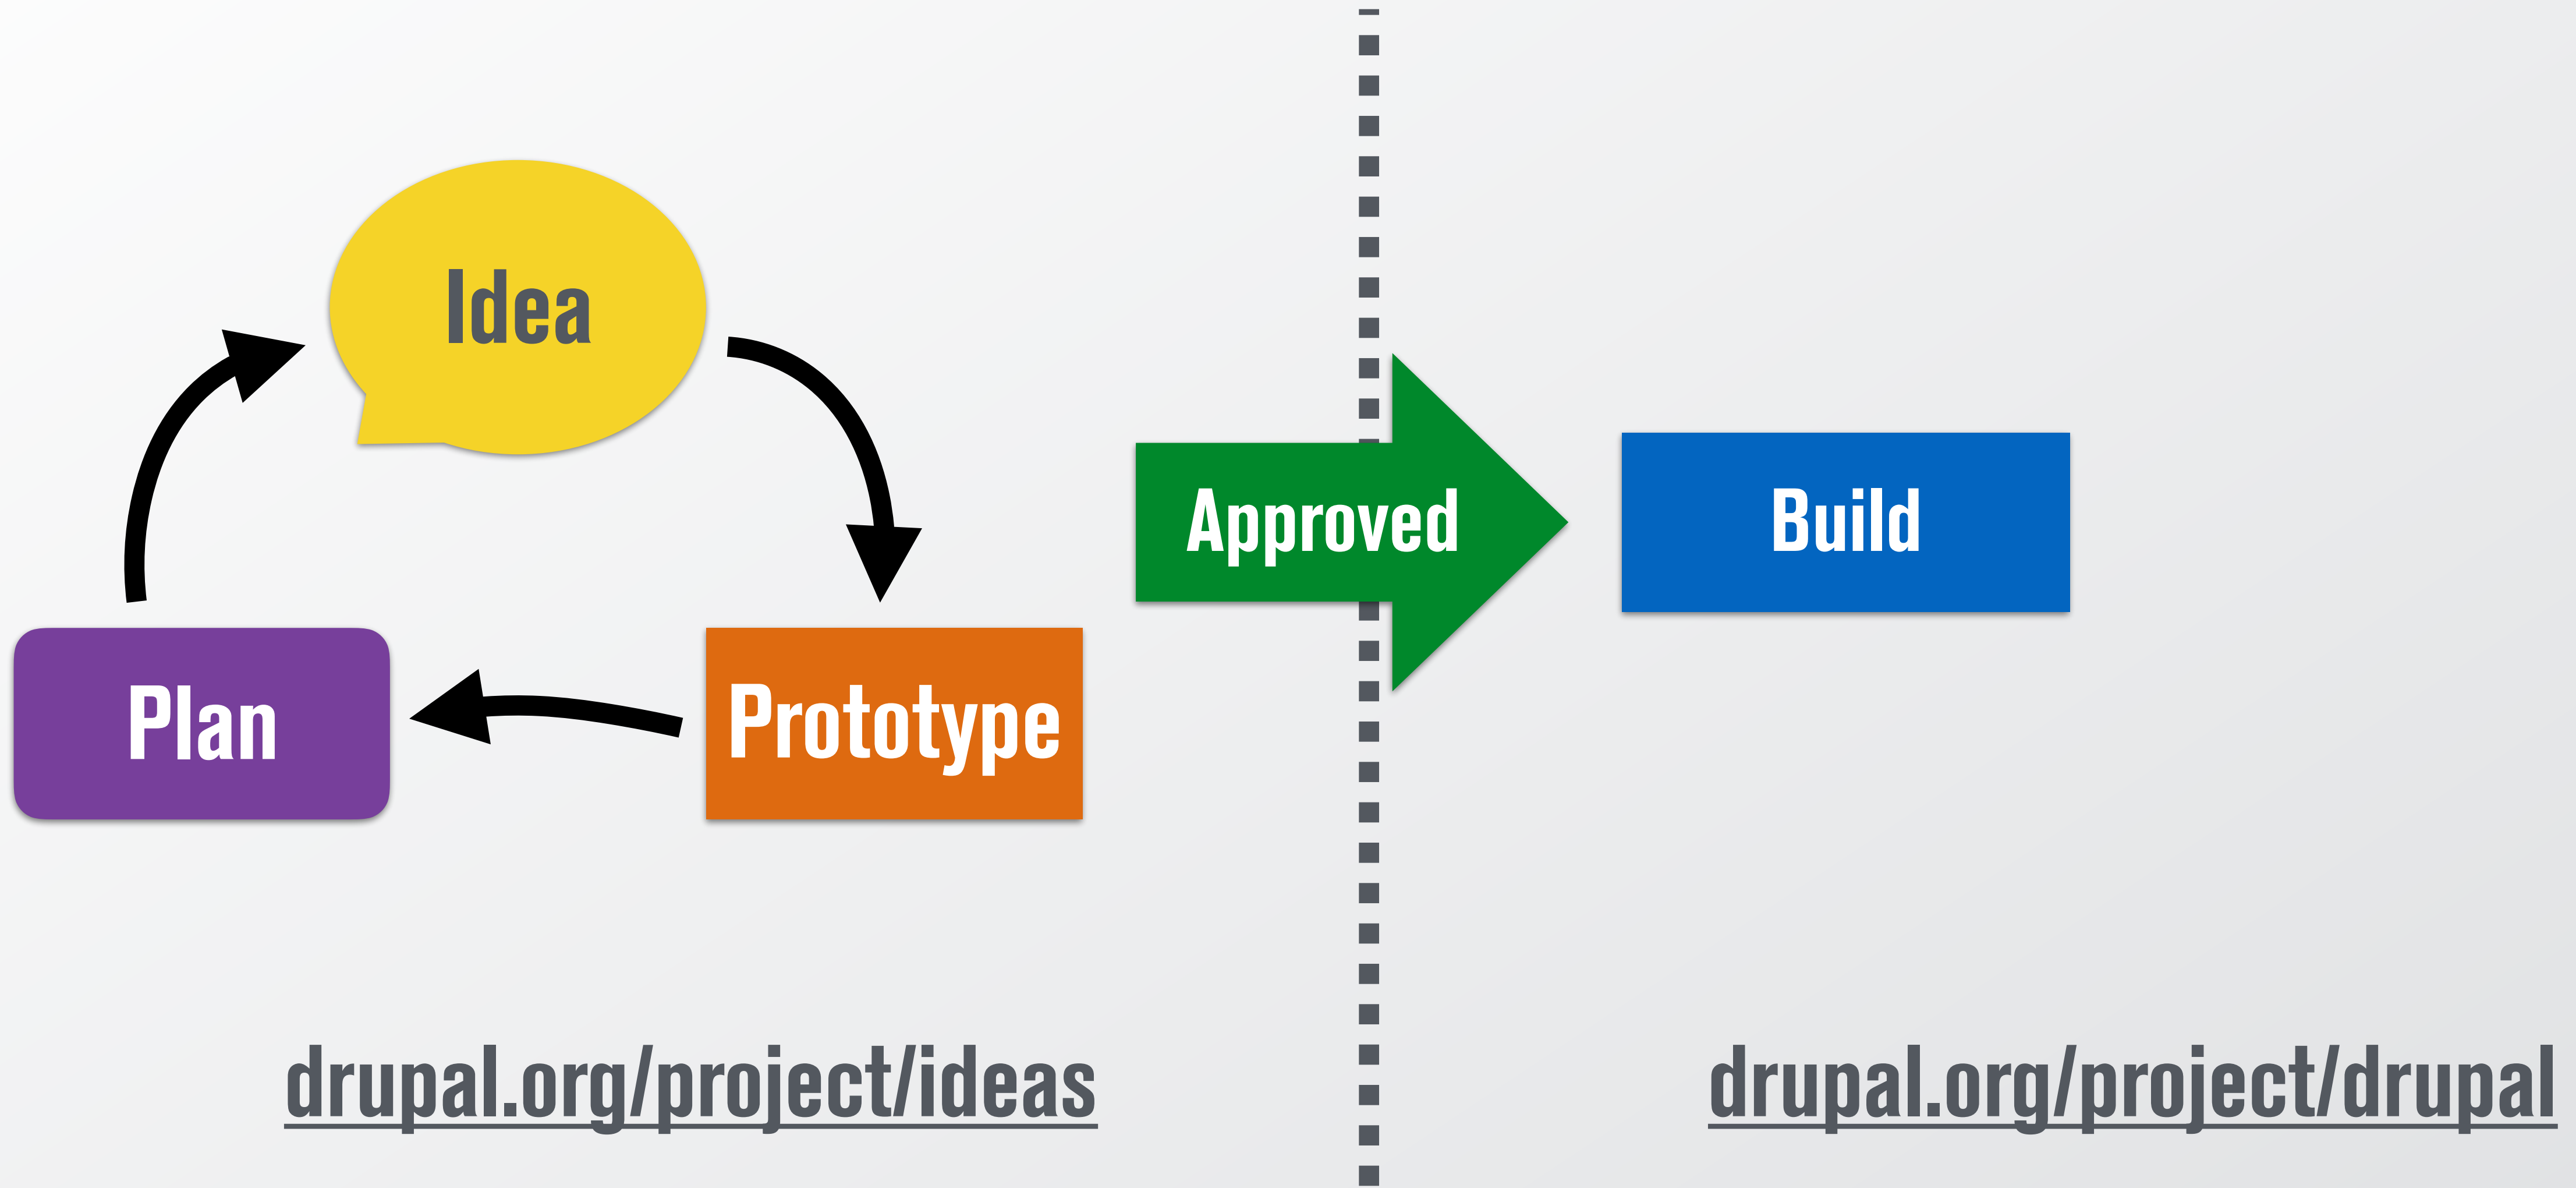 Idea
Approved
Build
Plan
Prototype
drupal.org/project/ideas
drupal.org/project/drupal